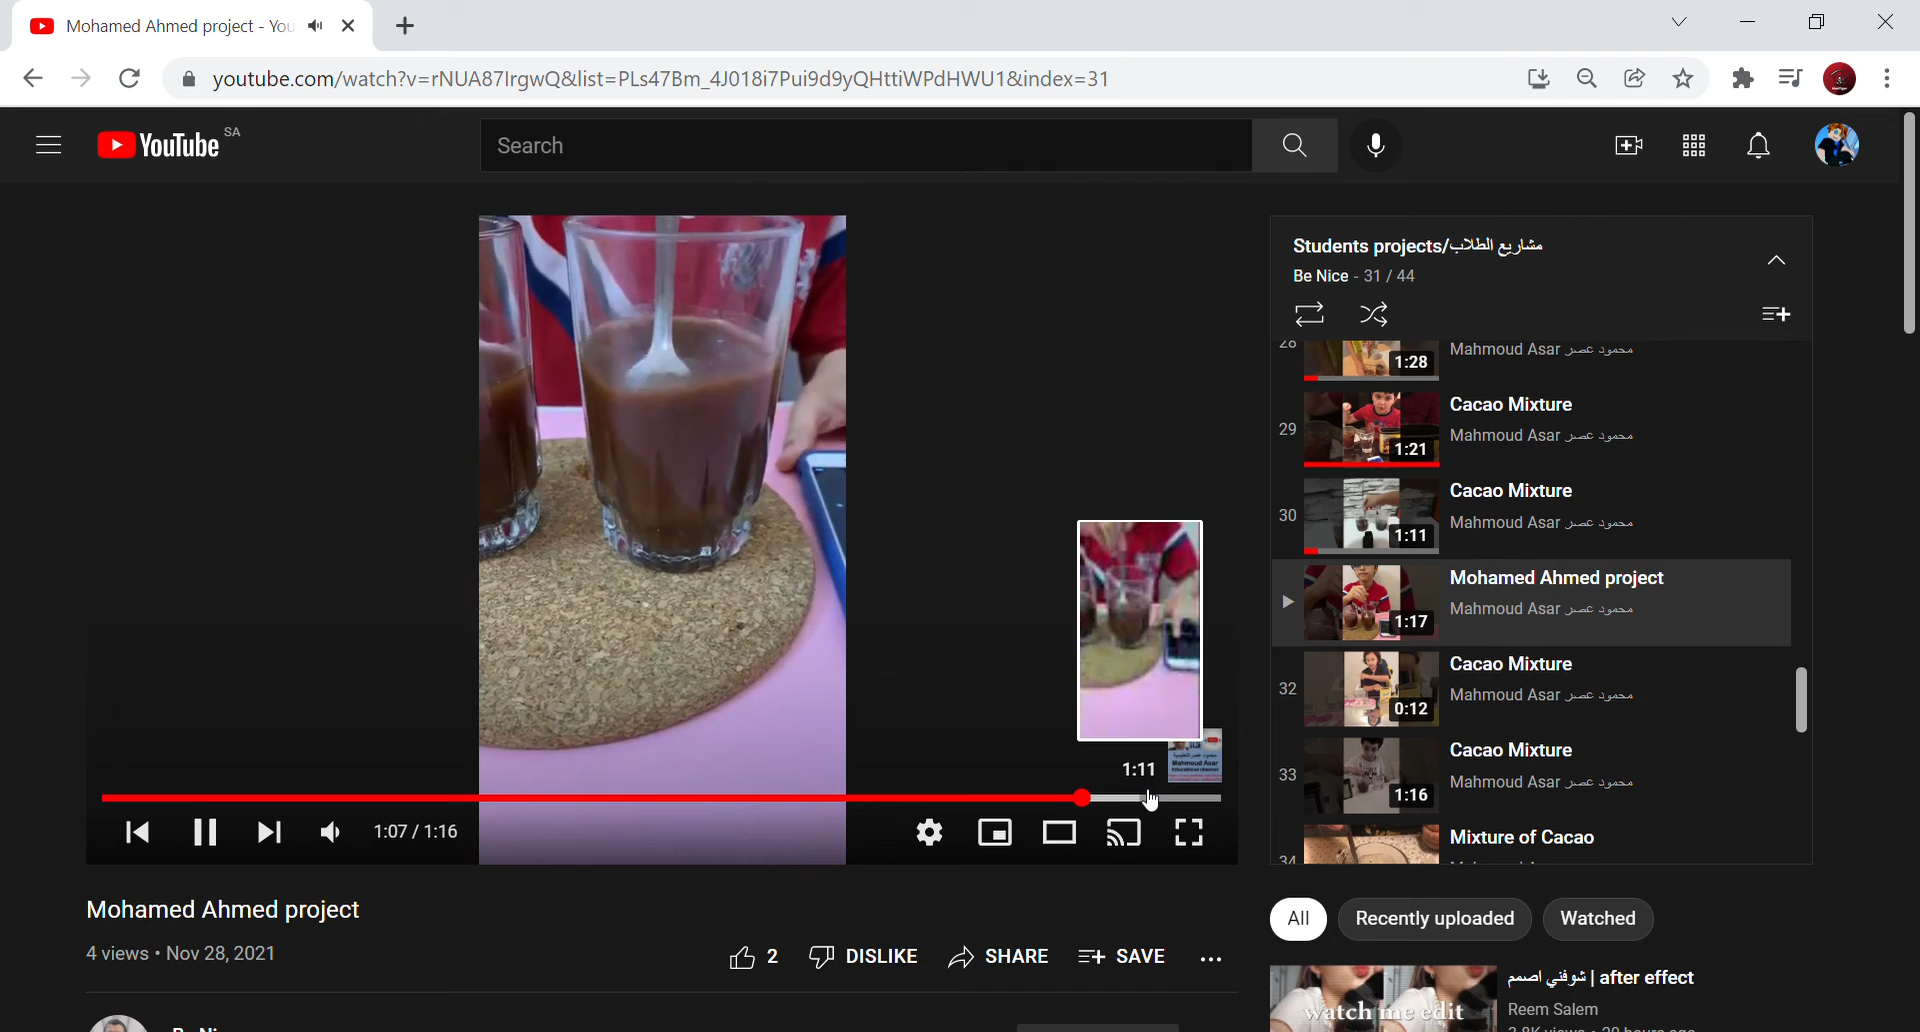 Mohamed Ahmed project - You
youtube.com/watch?v=rNUA87IrgwQ&list=PLs47Bm_4J018i7Pui9d9yQHttiWPdHWU1&index=31
YouTube SA
Search
Students projects/مشاريع الطلاب
Be Nice - 31 / 44
28
1:28
Mahmoud Asar محمود عصر
29
1:21
Cacao Mixture
Mahmoud Asar محمود عصر
30
1:11
Cacao Mixture
Mahmoud Asar محمود عصر
1:17
Mohamed Ahmed project
Mahmoud Asar محمود عصر
32
0:12
Cacao Mixture
Mahmoud Asar محمود عصر
33
1:16
Cacao Mixture
Mahmoud Asar محمود عصر
34
Mixture of Cacao
Mahmoud Asar
1:11
1:07 / 1:16
Mohamed Ahmed project
4 views • Nov 28, 2021
2 DISLIKE SHARE SAVE
All Recently uploaded Watched
watch me edit
شوفني اصمم | after effect
Reem Salem